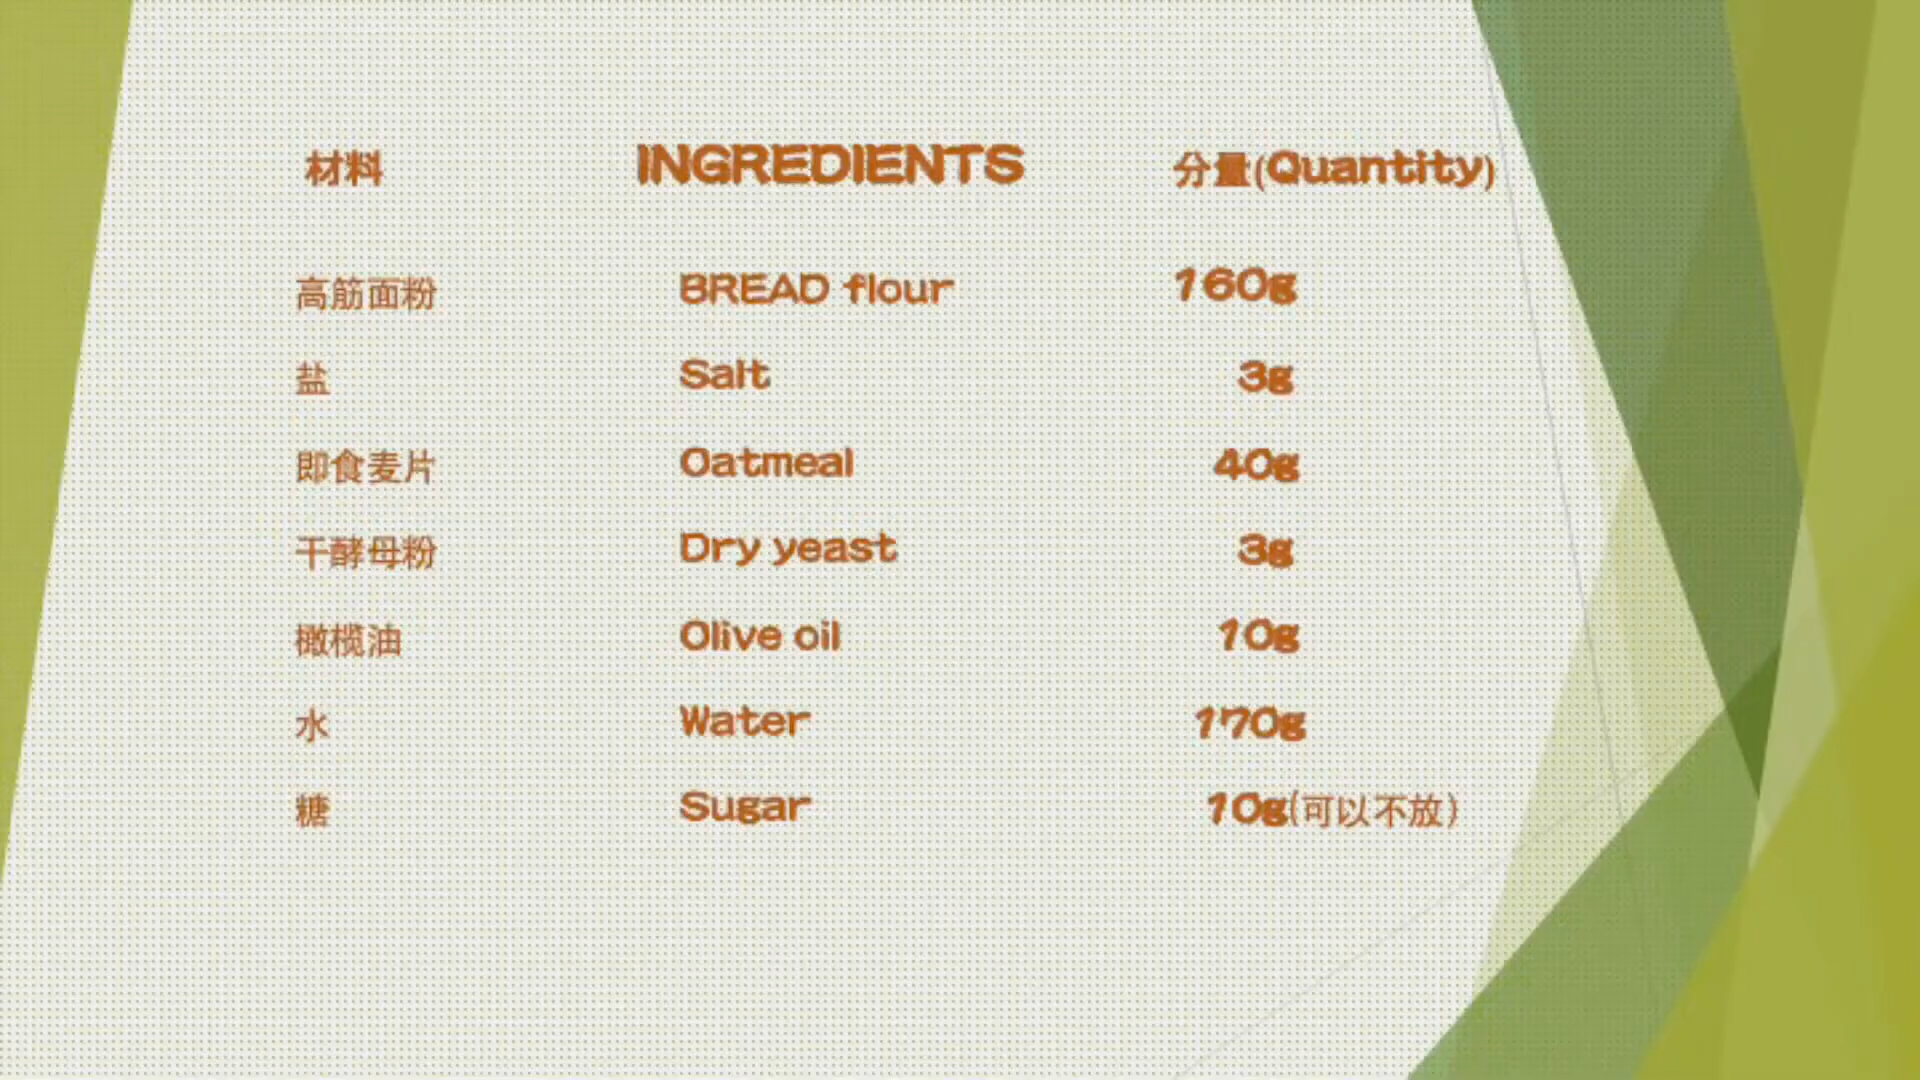 材料 INGREDIENTS 分量(Quantity)
高筋面粉 BREAD flour 160g
盐 Salt 3g
即食麦片 Oatmeal 40g
干酵母粉 Dry yeast 3g
橄榄油 Olive oil 10g
水 Water 170g
糖 Sugar 10g(可以不放)